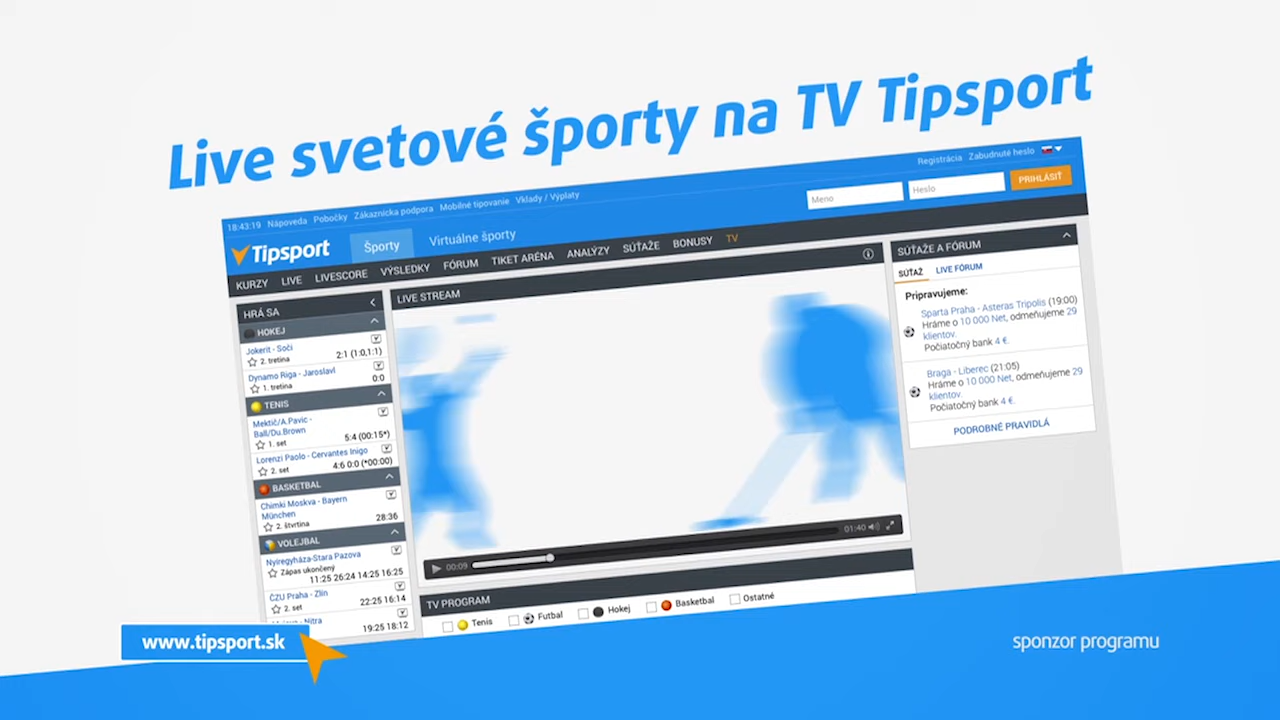 Live svetové športy na TV Tipsport
18:43:19 Nápoveda Pobočky Zákaznícka podpora Mobilné tipovanie Vklady / Výplaty
Registrácia Zabudnuté heslo
Meno Heslo PRIHLÁSIŤ
Tipsport Športy Virtuálne športy
KURZY LIVE LIVESCORE VÝSLEDKY FÓRUM TIKET ARÉNA ANALÝZY SÚŤAŽE BONUSY TV
HRÁ SA
HOKEJ
Jokerit - Soči
2. tretina 2:1 (1:0,1:1)
Dynamo Riga - Jaroslavl
1. tretina 0:0
TENIS
Mektič/A.Pavic -
Ball/Du.Brown
1. set 5:4 (00:15*)
Lorenzi Paolo - Cervantes Inigo
2. set 4:6 0:0 (*00:00)
BASKETBAL
Chimki Moskva - Bayern
München
2. štvrtina 28:36
VOLEJBAL
Nyiregyháza-Stara Pazova
Zápas ukončený
11:25 26:24 14:25 16:25
ČZU Praha - Zlín
2. set 22:25 16:14
- Nitra
19:25 18:12
LIVE STREAM
00:09 01:40
TV PROGRAM
Tenis Futbal Hokej Basketbal Ostatné
SÚŤAŽE A FÓRUM
SÚŤAŽ LIVE FÓRUM
Pripravujeme:
Sparta Praha - Asteras Tripolis (19:00)
Hráme o 10 000 Net, odmeňujeme 29
klientov.
Počiatočný bank 4 €.
Braga - Liberec (21:05)
Hráme o 10 000 Net, odmeňujeme 29
klientov.
Počiatočný bank 4 €.
PODROBNÉ PRAVIDLÁ
www.tipsport.sk
sponzor programu